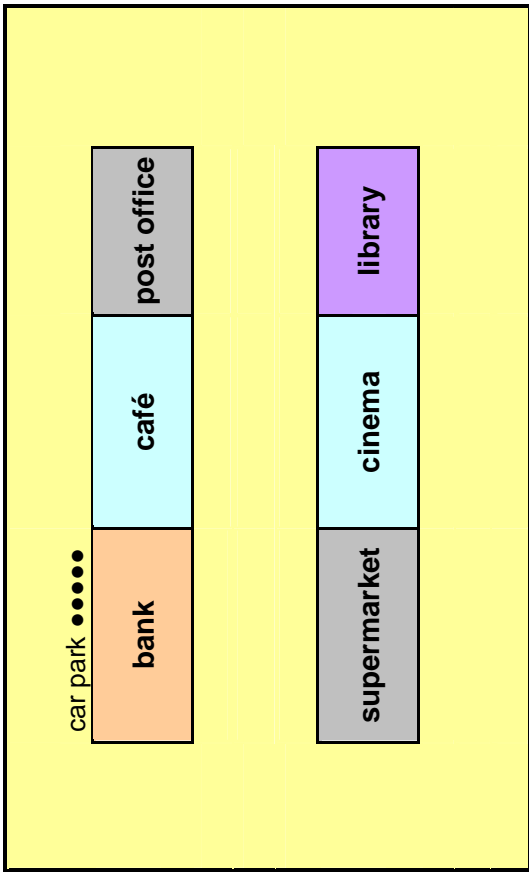 car park ●●●●●
bank
café
post office
supermarket
cinema
library